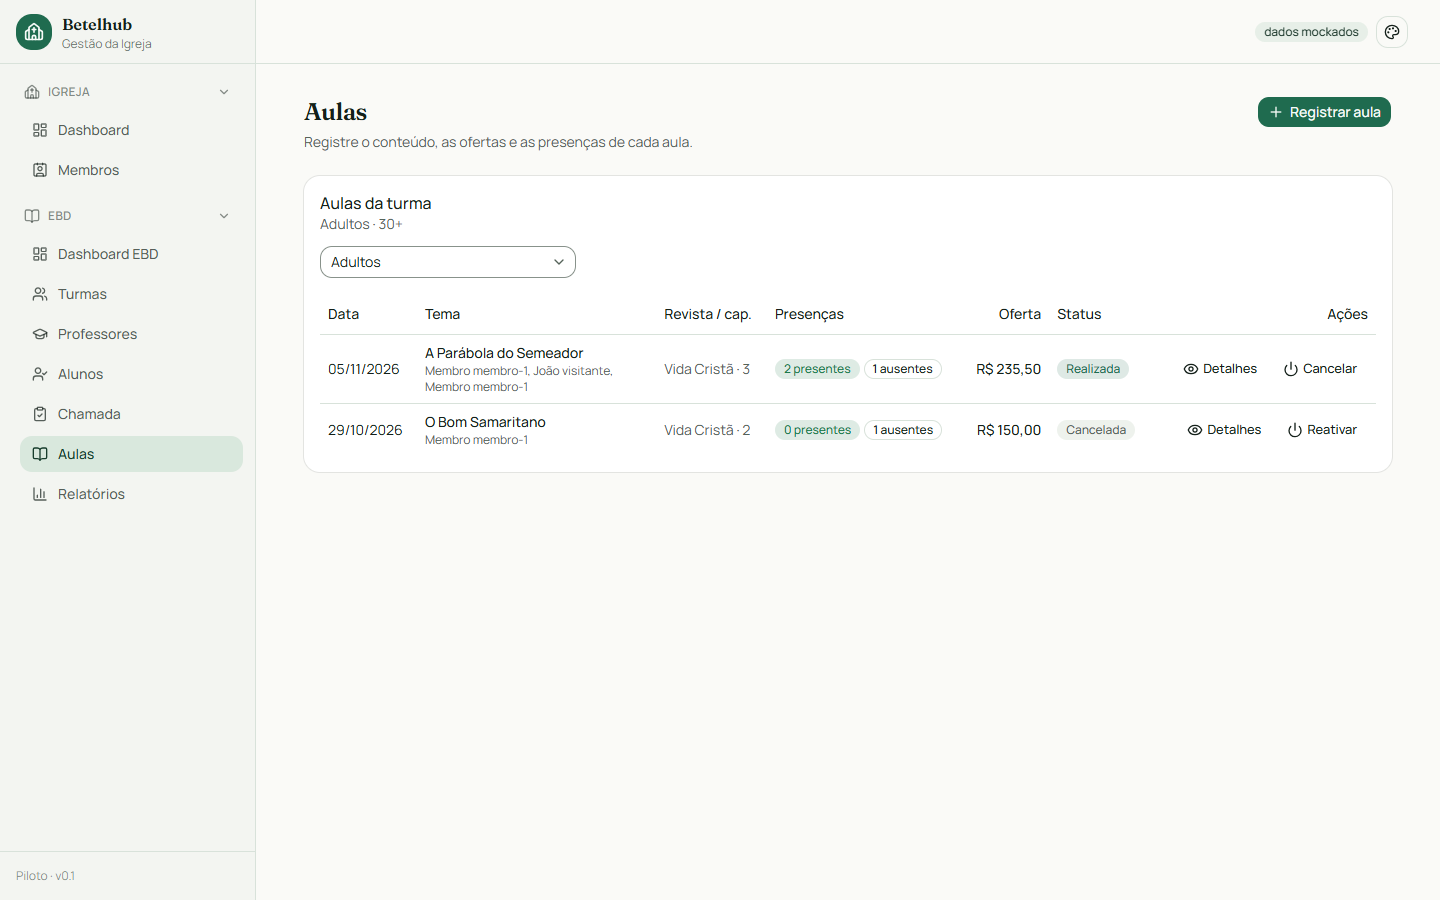 Betelhub
Gestão da Igreja
dados mockados
IGREJA
Dashboard
Membros
EBD
Dashboard EBD
Turmas
Professores
Alunos
Chamada
Aulas
Relatórios
Piloto · v0.1
Aulas
Registrar aula
Registre o conteúdo, as ofertas e as presenças de cada aula.
Aulas da turma
Adultos · 30+
Adultos
Data Tema Revista / cap. Presenças Oferta Status Ações
05/11/2026 A Parábola do Semeador Vida Cristã · 3 2 presentes 1 ausentes R$ 235,50 Realizada Detalhes Cancelar
Membro membro-1, João visitante,
Membro membro-1
29/10/2026 O Bom Samaritano Vida Cristã · 2 0 presentes 1 ausentes R$ 150,00 Cancelada Detalhes Reativar
Membro membro-1